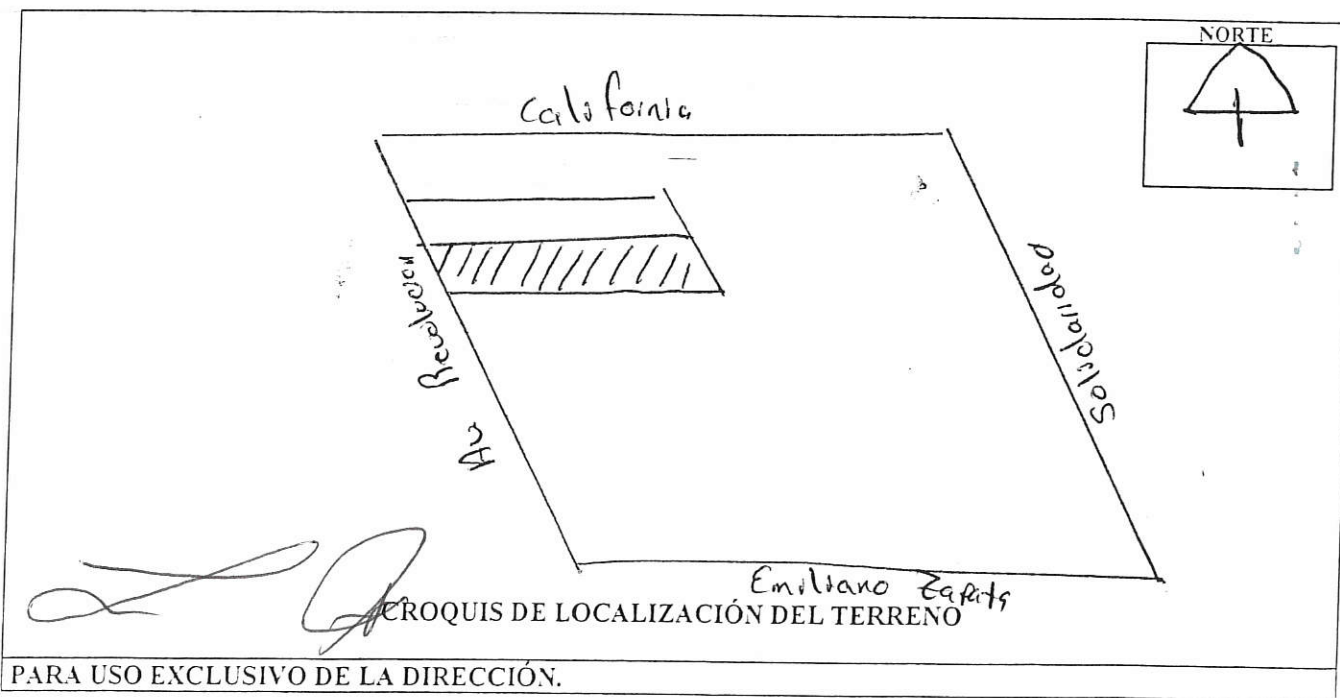 NORTE
California
Av Revolucion
Solidaridad
Emiliano Zapata
CROQUIS DE LOCALIZACIÓN DEL TERRENO
PARA USO EXCLUSIVO DE LA DIRECCIÓN.